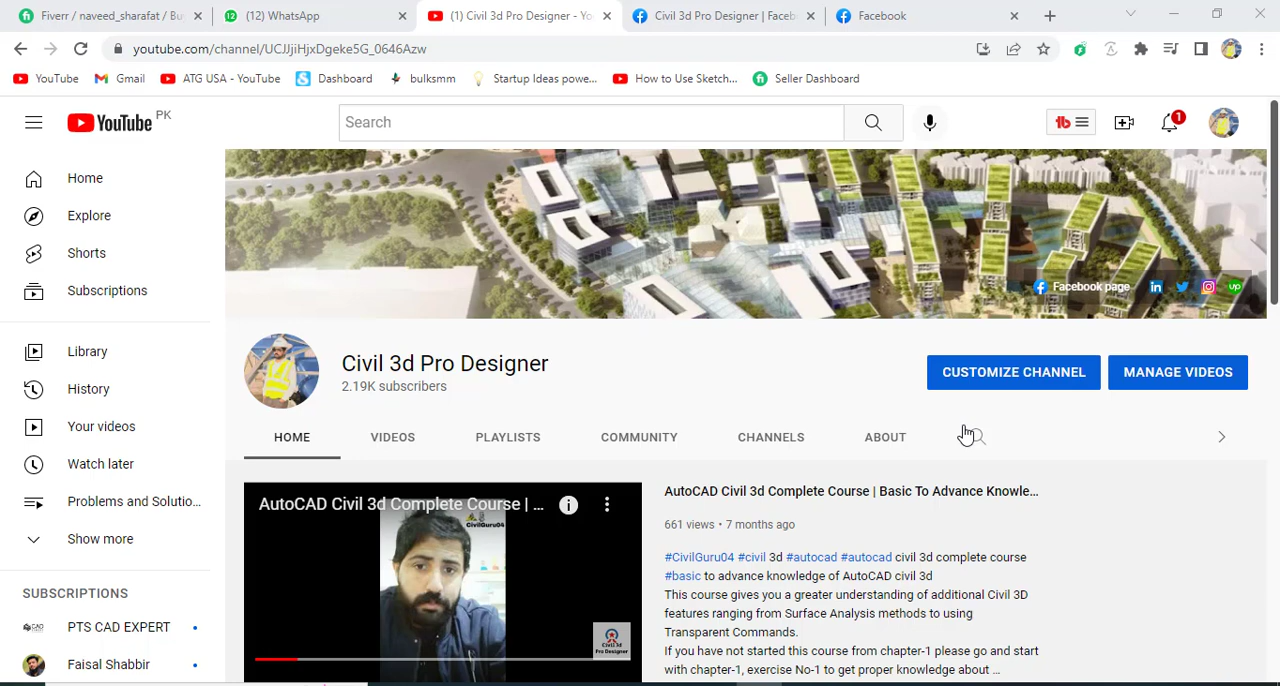 Fiverr / naveed_sharafat / Bu
(12) WhatsApp
(1) Civil 3d Pro Designer - Yo
Civil 3d Pro Designer | Faceb
Facebook
youtube.com/channel/UCJJjiHjxDgeke5G_0646Azw
YouTube
Gmail
ATG USA - YouTube
Dashboard
bulksmm
Startup Ideas powe...
How to Use Sketch...
Seller Dashboard
YouTube PK
Search
1
Home
Explore
Shorts
Subscriptions
Library
History
Your videos
Watch later
Problems and Solutio...
Show more
SUBSCRIPTIONS
PTS CAD EXPERT
Faisal Shabbir
Facebook page
up
Civil 3d Pro Designer
2.19K subscribers
CUSTOMIZE CHANNEL
MANAGE VIDEOS
HOME
VIDEOS
PLAYLISTS
COMMUNITY
CHANNELS
ABOUT
AutoCAD Civil 3d Complete Course | ...
CivilGuru04
Civil 3d
Pro Designer
AutoCAD Civil 3d Complete Course | Basic To Advance Knowle...
661 views • 7 months ago
#CivilGuru04 #civil 3d #autocad #autocad civil 3d complete course
#basic to advance knowledge of AutoCAD civil 3d
This course gives you a greater understanding of additional Civil 3D
features ranging from Surface Analysis methods to using
Transparent Commands.
If you have not started this course from chapter-1 please go and start
with chapter-1, exercise No-1 to get proper knowledge about ...